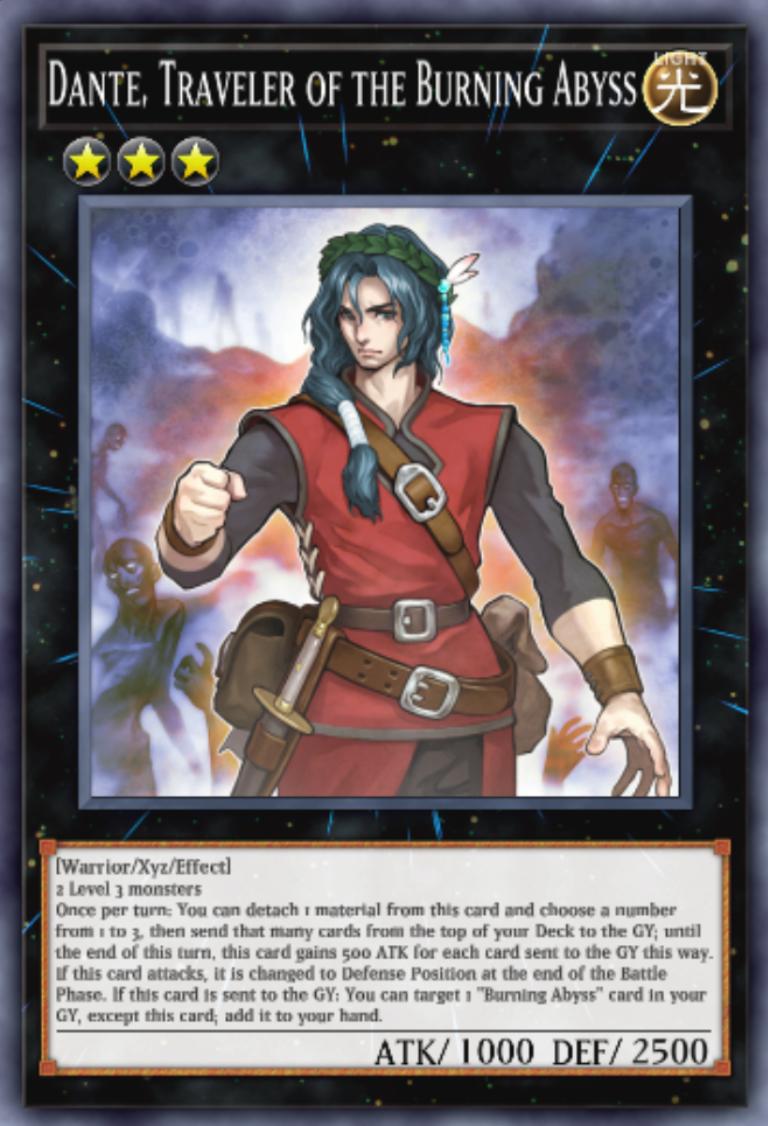 DANTE, TRAVELER OF THE BURNING ABYSS
LIGHT
光
[Warrior/Xyz/Effect]
2 Level 3 monsters
Once per turn: You can detach 1 material from this card and choose a number
from 1 to 3, then send that many cards from the top of your Deck to the GY; until
the end of this turn, this card gains 500 ATK for each card sent to the GY this way.
If this card attacks, it is changed to Defense Position at the end of the Battle
Phase. If this card is sent to the GY: You can target 1 "Burning Abyss" card in your
GY, except this card; add it to your hand.
ATK/ 1000 DEF/ 2500